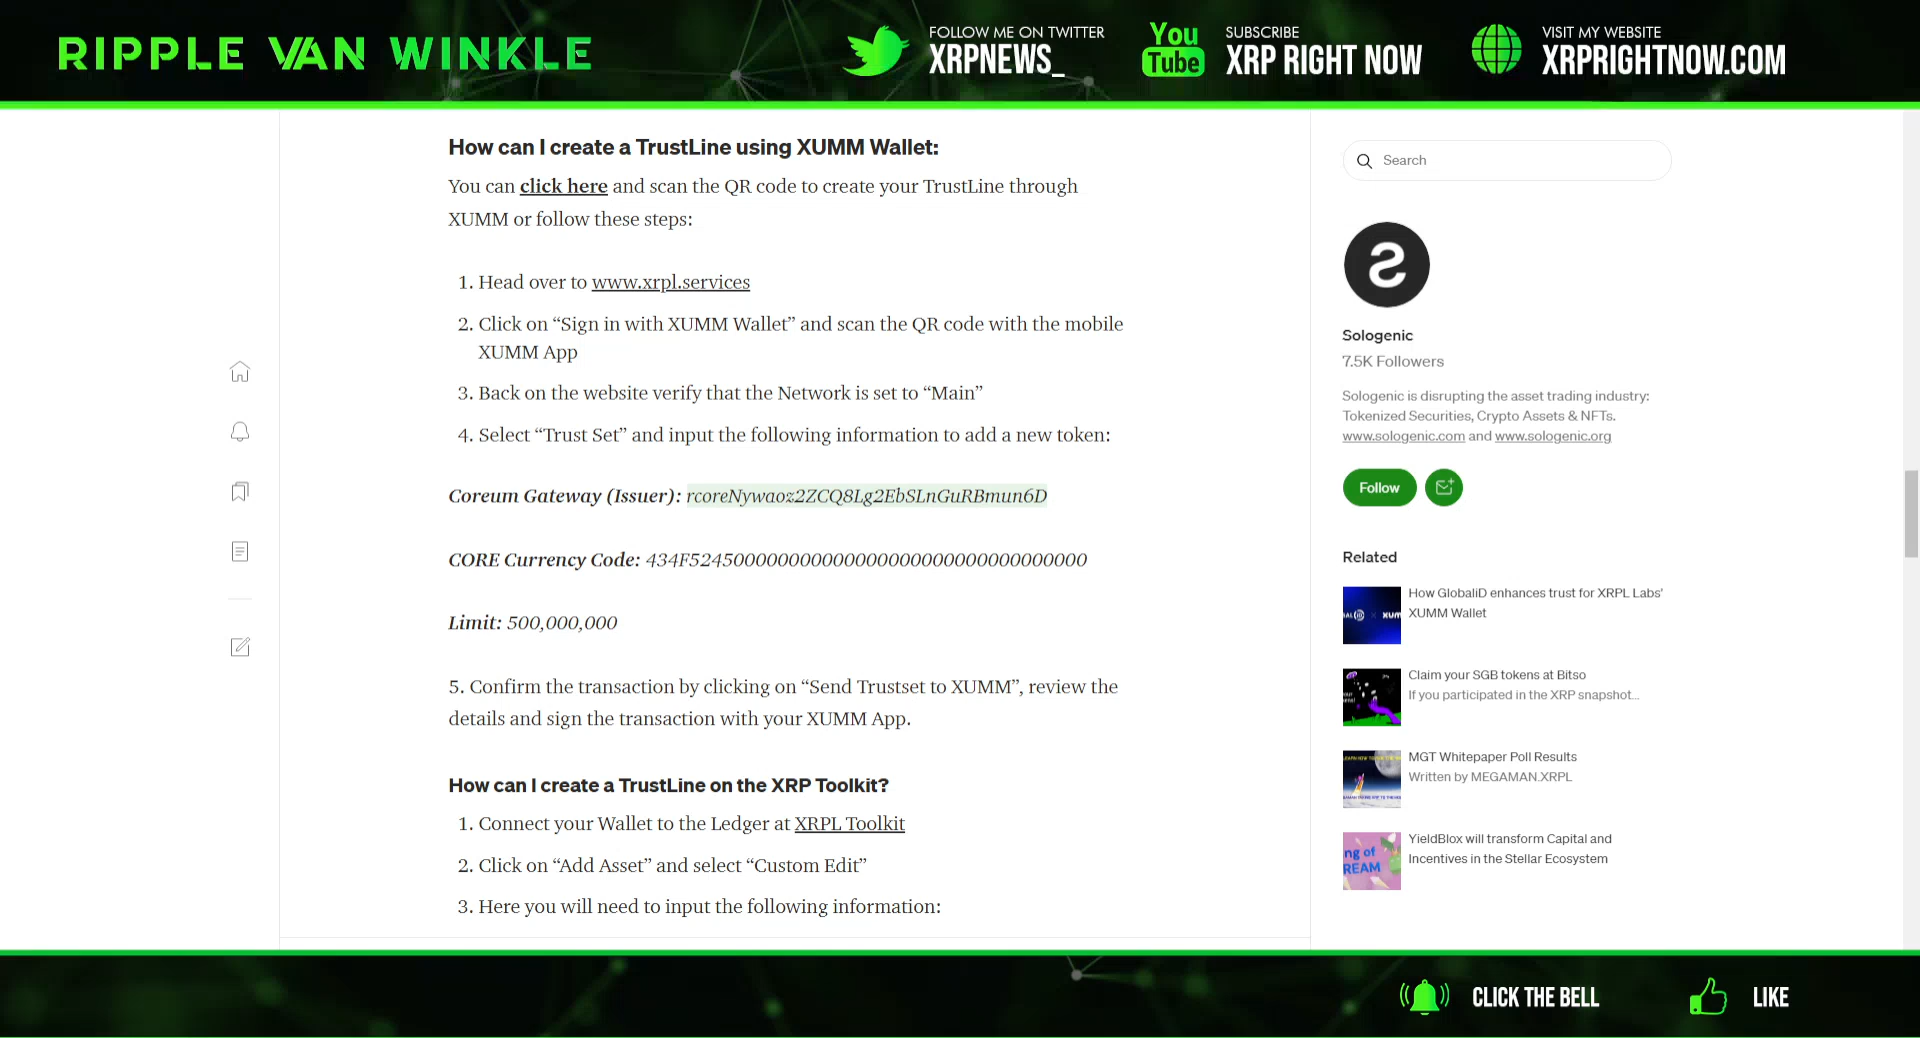 RIPPLE VAN WINKLE
FOLLOW ME ON TWITTER
XRPNEWS_
You
Tube
SUBSCRIBE
XRP RIGHT NOW
VISIT MY WEBSITE
XRPRIGHTNOW.COM
How can I create a TrustLine using XUMM Wallet:
You can click here and scan the QR code to create your TrustLine through
XUMM or follow these steps:
1. Head over to www.xrpl.services
2. Click on “Sign in with XUMM Wallet” and scan the QR code with the mobile
XUMM App
3. Back on the website verify that the Network is set to “Main”
4. Select “Trust Set” and input the following information to add a new token:
Coreum Gateway (Issuer): rcoreNywaoz2ZCQ8Lg2EbSLnGuRBmun6D
CORE Currency Code: 434F524500000000000000000000000000000000
Limit: 500,000,000
5. Confirm the transaction by clicking on “Send Trustset to XUMM”, review the
details and sign the transaction with your XUMM App.
How can I create a TrustLine on the XRP Toolkit?
1. Connect your Wallet to the Ledger at XRPL Toolkit
2. Click on “Add Asset” and select “Custom Edit”
3. Here you will need to input the following information:
Search
Sologenic
7.5K Followers
Sologenic is disrupting the asset trading industry:
Tokenized Securities, Crypto Assets & NFTs.
www.sologenic.com and www.sologenic.org
Follow
Related
How GlobaliD enhances trust for XRPL Labs’
XUMM Wallet
Claim your SGB tokens at Bitso
If you participated in the XRP snapshot...
MGT Whitepaper Poll Results
Written by MEGAMAN.XRPL
YieldBlox will transform Capital and
Incentives in the Stellar Ecosystem
ng of
REAM
CLICK THE BELL
LIKE